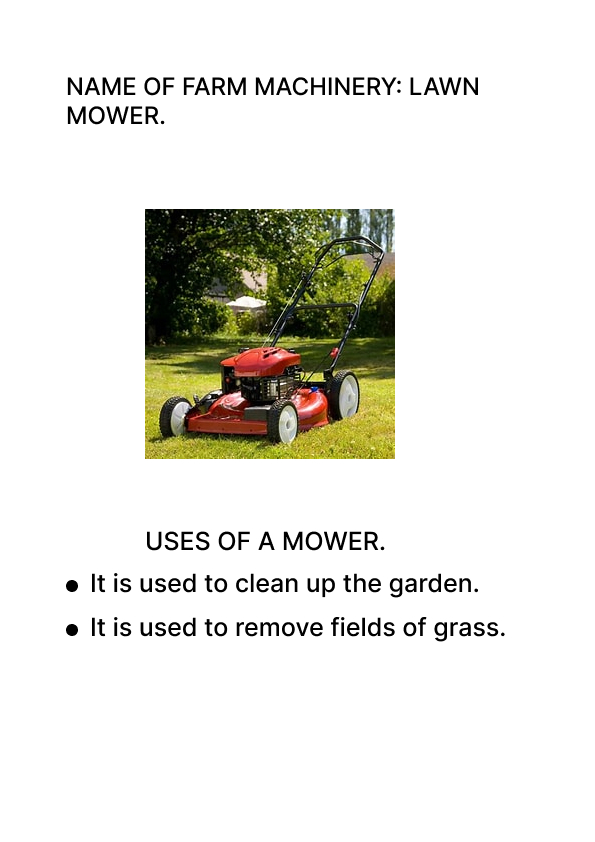 NAME OF FARM MACHINERY: LAWN
MOWER.
USES OF A MOWER.
● It is used to clean up the garden.
● It is used to remove fields of grass.